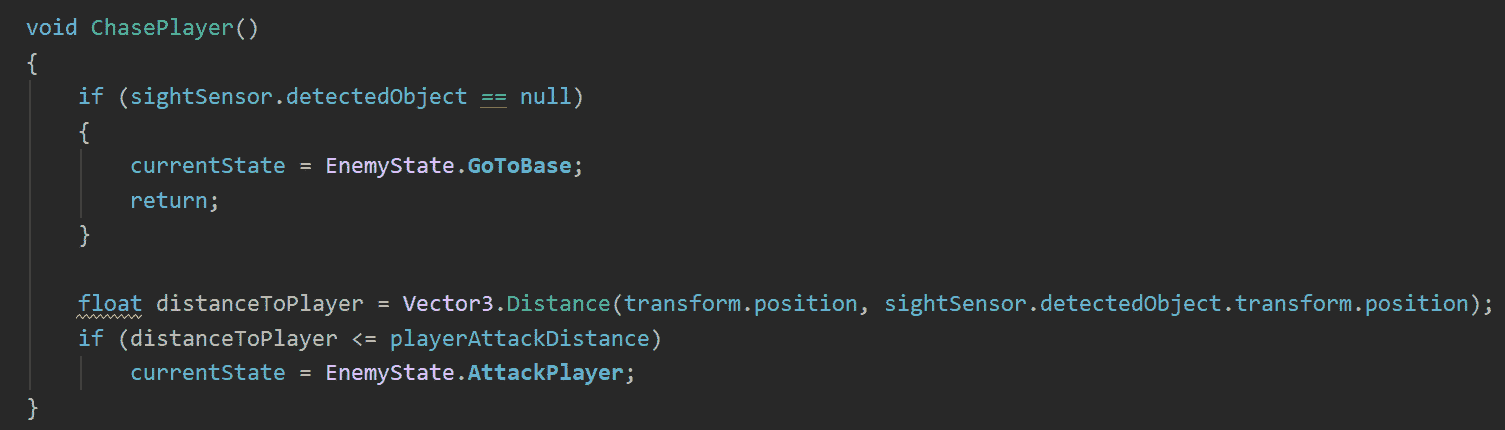 void ChasePlayer()
{
    if (sightSensor.detectedObject == null)
    {
        currentState = EnemyState.GoToBase;
        return;
    }

    float distanceToPlayer = Vector3.Distance(transform.position, sightSensor.detectedObject.transform.position);
    if (distanceToPlayer <= playerAttackDistance)
        currentState = EnemyState.AttackPlayer;
}